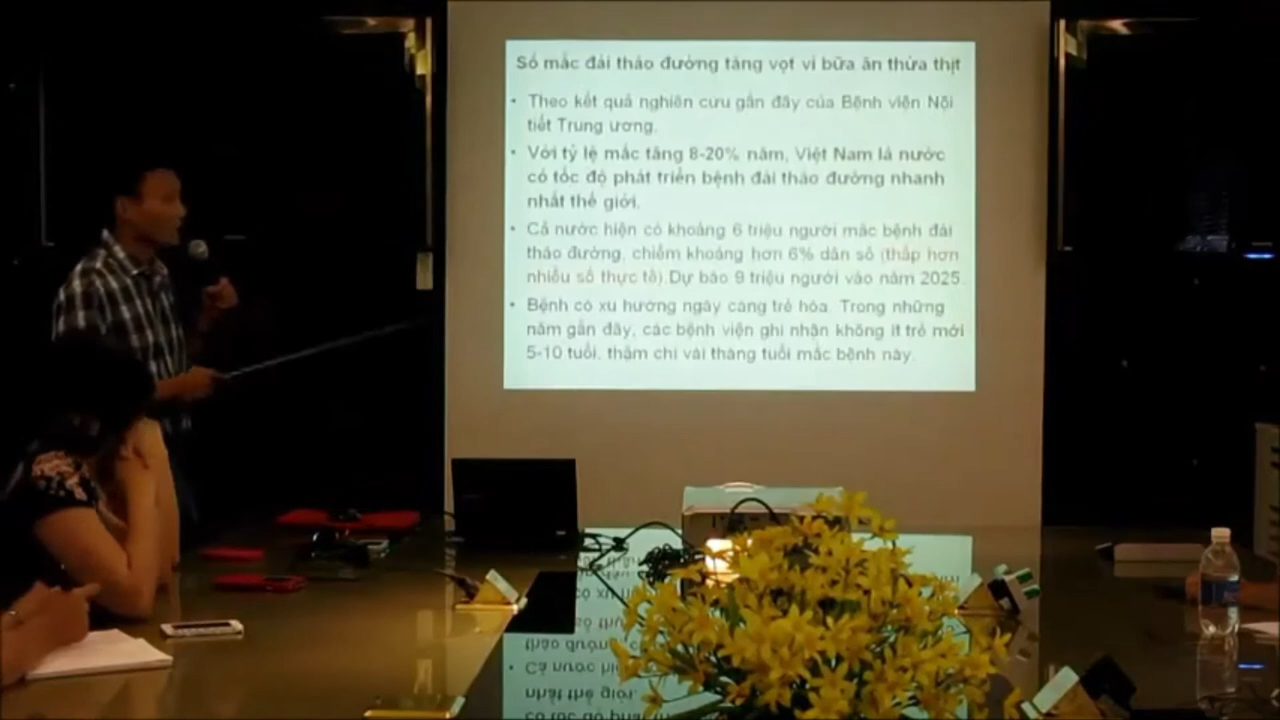 Số mắc đái tháo đường tăng vọt vì bữa ăn thừa thịt
• Theo kết quả nghiên cứu gần đây của Bệnh viện Nội
tiết Trung ương.
• Với tỷ lệ mắc tăng 8-20% năm, Việt Nam là nước
có tốc độ phát triển bệnh đái tháo đường nhanh
nhất thế giới.
• Cả nước hiện có khoảng 6 triệu người mắc bệnh đái
tháo đường, chiếm khoảng hơn 6% dân số (thấp hơn
nhiều số thực tế).Dự báo 9 triệu người vào năm 2025.
• Bệnh có xu hướng ngày càng trẻ hóa. Trong những
năm gần đây, các bệnh viện ghi nhận không ít trẻ mới
5-10 tuổi, thậm chí vài tháng tuổi mắc bệnh này.